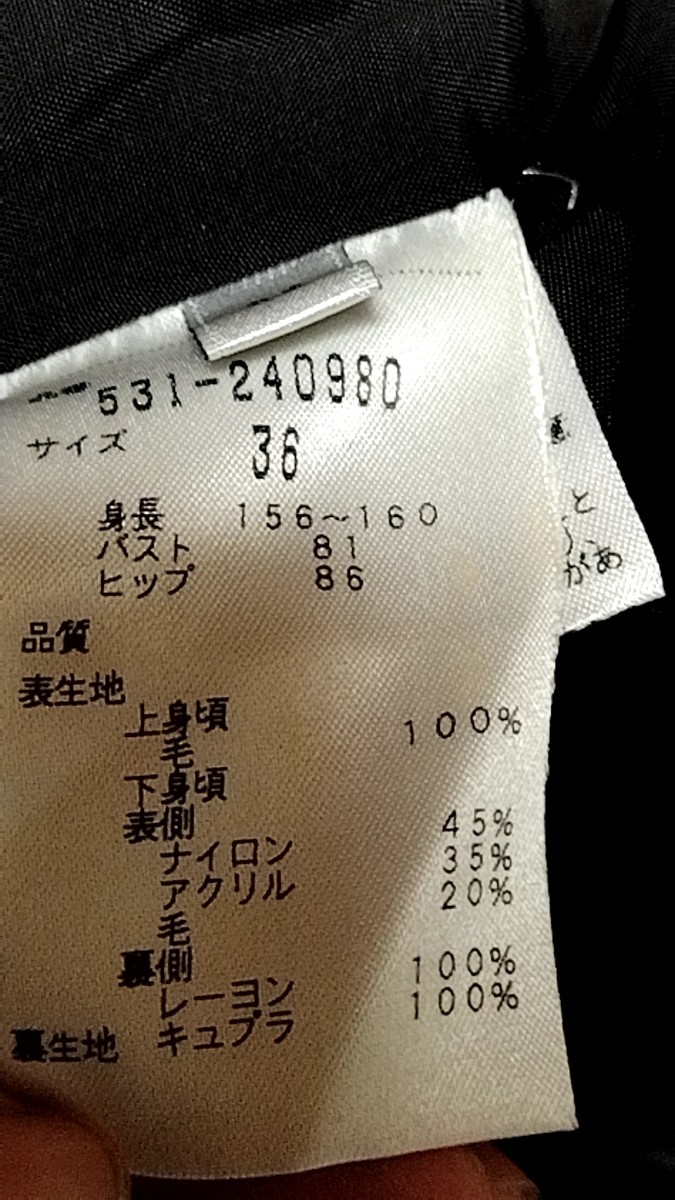 531-240980
サイズ 36
身長 156～160
バスト 81
ヒップ 86
品質
表生地
上身頃
毛 100%
下身頃
表側
ナイロン 45%
アクリル 35%
毛 20%
裏側
レーヨン 100%
裏生地 キュプラ 100%
と
があ